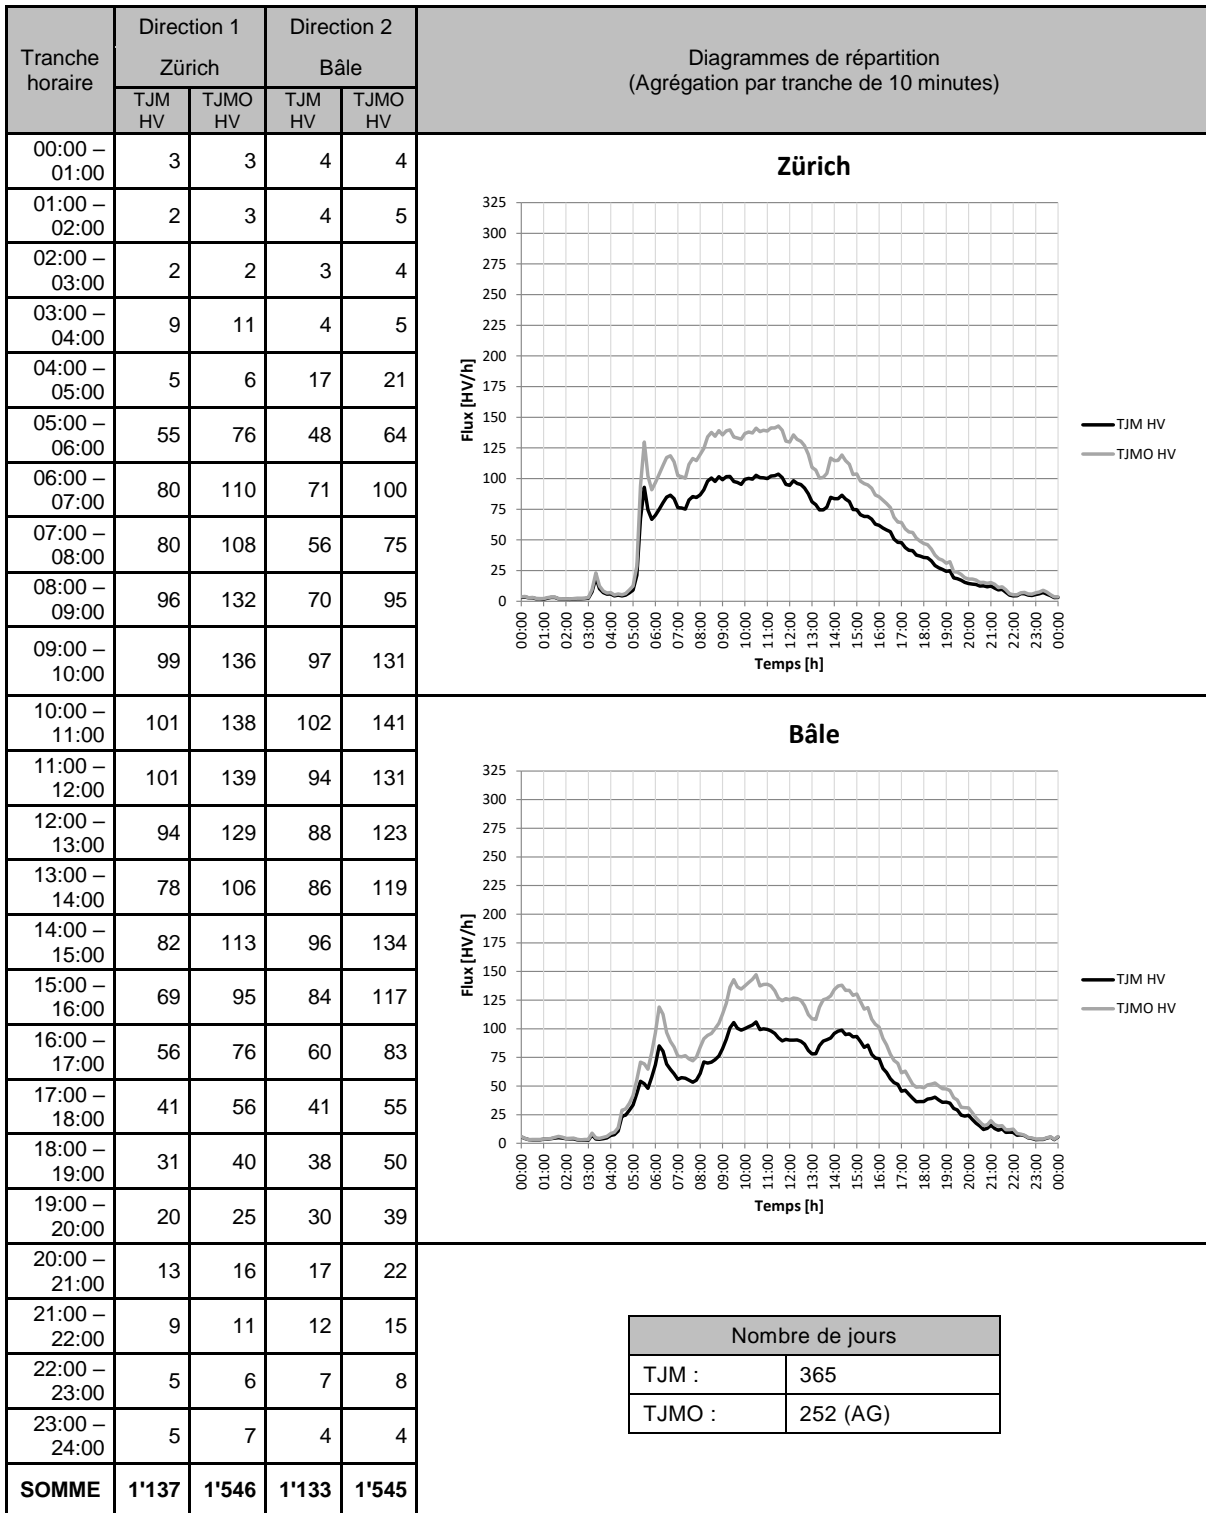 Tranche horaire
Direction 1
Direction 2
Diagrammes de répartition
(Agrégation par tranche de 10 minutes)
Zürich
Bâle
TJM HV
TJMO HV
TJM HV
TJMO HV
00:00 – 01:00 3 3 4 4
01:00 – 02:00 2 3 4 5
02:00 – 03:00 2 2 3 4
03:00 – 04:00 9 11 4 5
04:00 – 05:00 5 6 17 21
05:00 – 06:00 55 76 48 64
06:00 – 07:00 80 110 71 100
07:00 – 08:00 80 108 56 75
08:00 – 09:00 96 132 70 95
09:00 – 10:00 99 136 97 131
10:00 – 11:00 101 138 102 141
11:00 – 12:00 101 139 94 131
12:00 – 13:00 94 129 88 123
13:00 – 14:00 78 106 86 119
14:00 – 15:00 82 113 96 134
15:00 – 16:00 69 95 84 117
16:00 – 17:00 56 76 60 83
17:00 – 18:00 41 56 41 55
18:00 – 19:00 31 40 38 50
19:00 – 20:00 20 25 30 39
20:00 – 21:00 13 16 17 22
21:00 – 22:00 9 11 12 15
22:00 – 23:00 5 6 7 8
23:00 – 24:00 5 7 4 4
SOMME 1'137 1'546 1'133 1'545
Zürich
325
300
275
250
225
200
175
150
125
100
75
50
25
0
Flux [HV/h]
00:00 01:00 02:00 03:00 04:00 05:00 06:00 07:00 08:00 09:00 10:00 11:00 12:00 13:00 14:00 15:00 16:00 17:00 18:00 19:00 20:00 21:00 22:00 23:00 00:00
Temps [h]
TJM HV
TJMO HV
Bâle
325
300
275
250
225
200
175
150
125
100
75
50
25
0
Flux [HV/h]
00:00 01:00 02:00 03:00 04:00 05:00 06:00 07:00 08:00 09:00 10:00 11:00 12:00 13:00 14:00 15:00 16:00 17:00 18:00 19:00 20:00 21:00 22:00 23:00 00:00
Temps [h]
TJM HV
TJMO HV
Nombre de jours
TJM : 365
TJMO : 252 (AG)